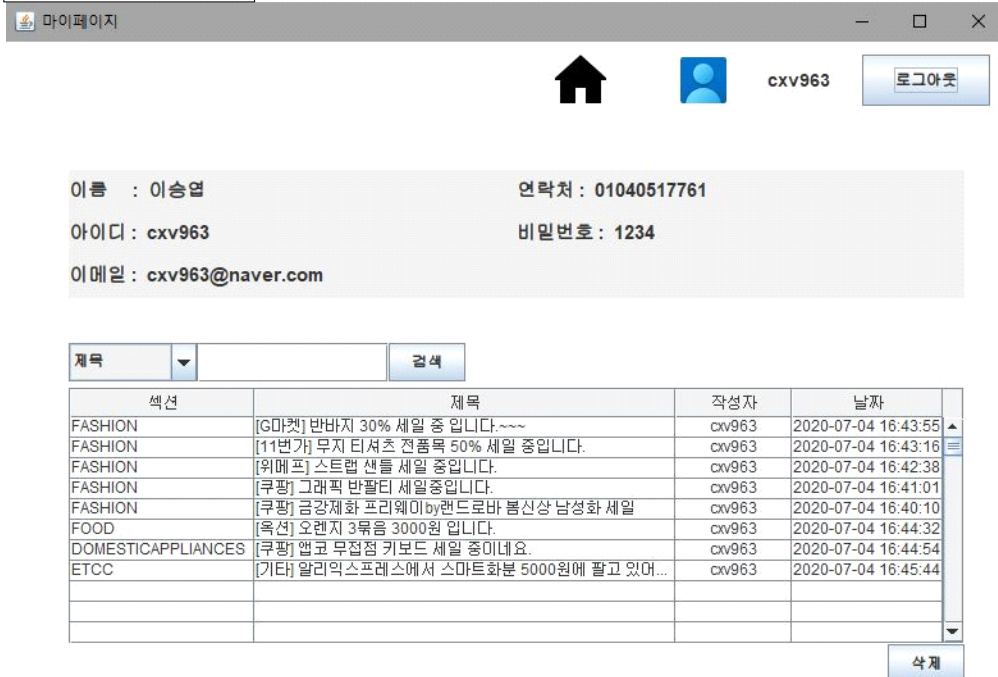 마이페이지
cxv963 로그아웃
이름 : 이승엽 연락처 : 01040517761
아이디 : cxv963 비밀번호 : 1234
이메일 : cxv963@naver.com
제목 검색
섹션 제목 작성자 날짜
FASHION [G마켓] 반바지 30% 세일 중 입니다.~~~ cxv963 2020-07-04 16:43:55
FASHION [11번가] 무지 티셔츠 전품목 50% 세일 중입니다. cxv963 2020-07-04 16:43:16
FASHION [위메프] 스트랩 샌들 세일 중입니다. cxv963 2020-07-04 16:42:38
FASHION [쿠팡] 그래픽 반팔티 세일중입니다. cxv963 2020-07-04 16:41:01
FASHION [쿠팡] 금강제화 프리웨이by랜드로바 봄신상 남성화 세일 cxv963 2020-07-04 16:40:10
FOOD [옥션] 오렌지 3묶음 3000원 입니다. cxv963 2020-07-04 16:44:32
DOMESTICAPPLIANCES [쿠팡] 앱코 무접점 키보드 세일 중이네요. cxv963 2020-07-04 16:44:54
ETCC [기타] 알리익스프레스에서 스마트화분 5000원에 팔고 있어... cxv963 2020-07-04 16:45:44
삭제